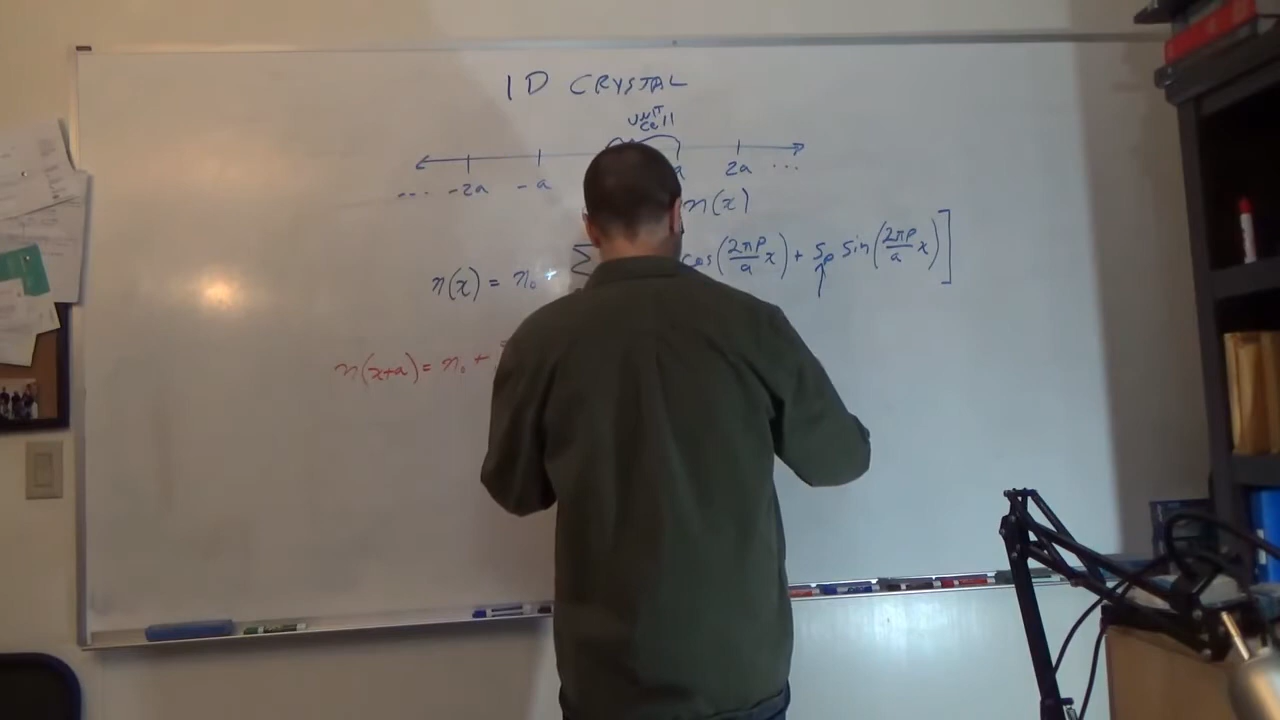 1D CRYSTAL
UNIT
Cell
... -2a -a a 2a ...
n(x)
n(x) = n₀ + Σ cos(2πp/a x) + Sₚ sin(2πp/a x)]
n(x+a) = n₀ +